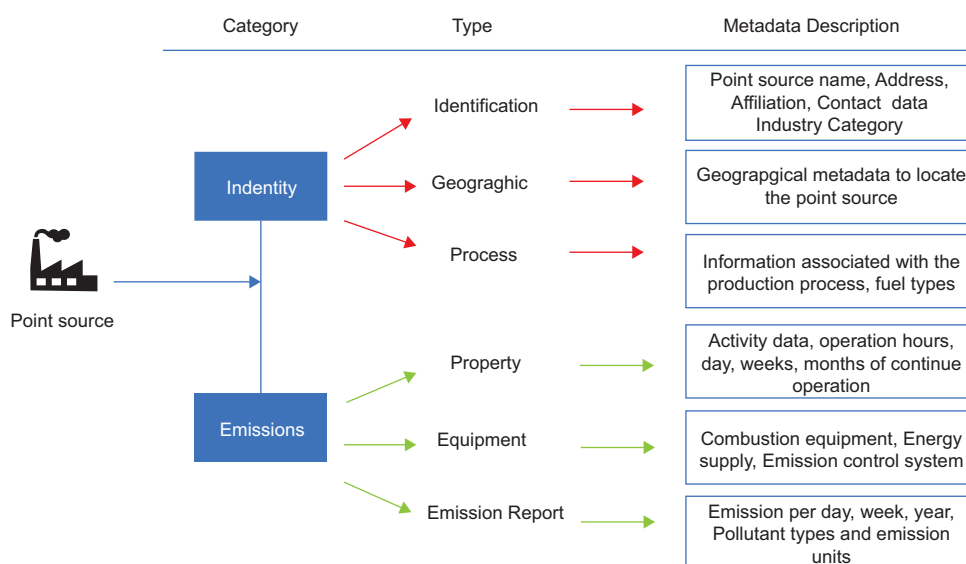 Category
Type
Metadata Description
Identification
Point source name, Address,
Affiliation, Contact data
Industry Category
Indentity
Geograghic
Geograpgical metadata to locate
the point source
Process
Information associated with the
production process, fuel types
Point source
Property
Activity data, operation hours,
day, weeks, months of continue
operation
Emissions
Equipment
Combustion equipment, Energy
supply, Emission control system
Emission Report
Emission per day, week, year,
Pollutant types and emission
units